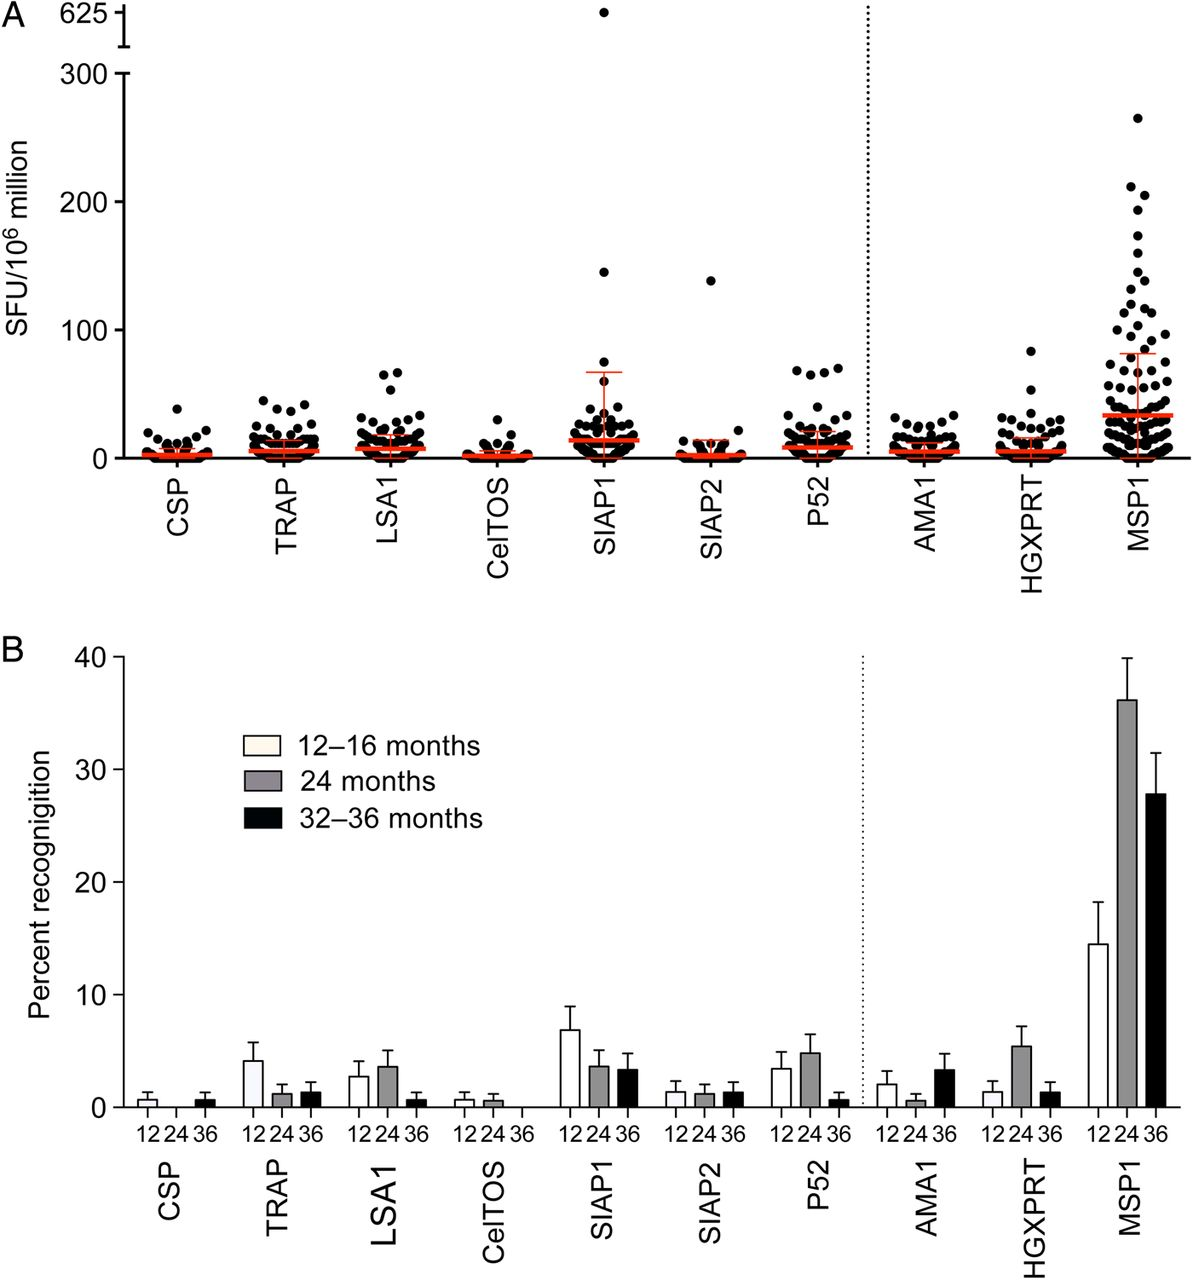 A
625
300
200
100
0
SFU/10⁶ million
CSP
TRAP
LSA1
CelTOS
SIAP1
SIAP2
P52
AMA1
HGXPRT
MSP1
B
40
30
20
10
0
Percent recognigition
12–16 months
24 months
32–36 months
12 24 36 12 24 36 12 24 36 12 24 36 12 24 36 12 24 36 12 24 36 12 24 36 12 24 36 12 24 36
CSP
TRAP
LSA1
CelTOS
SIAP1
SIAP2
P52
AMA1
HGXPRT
MSP1